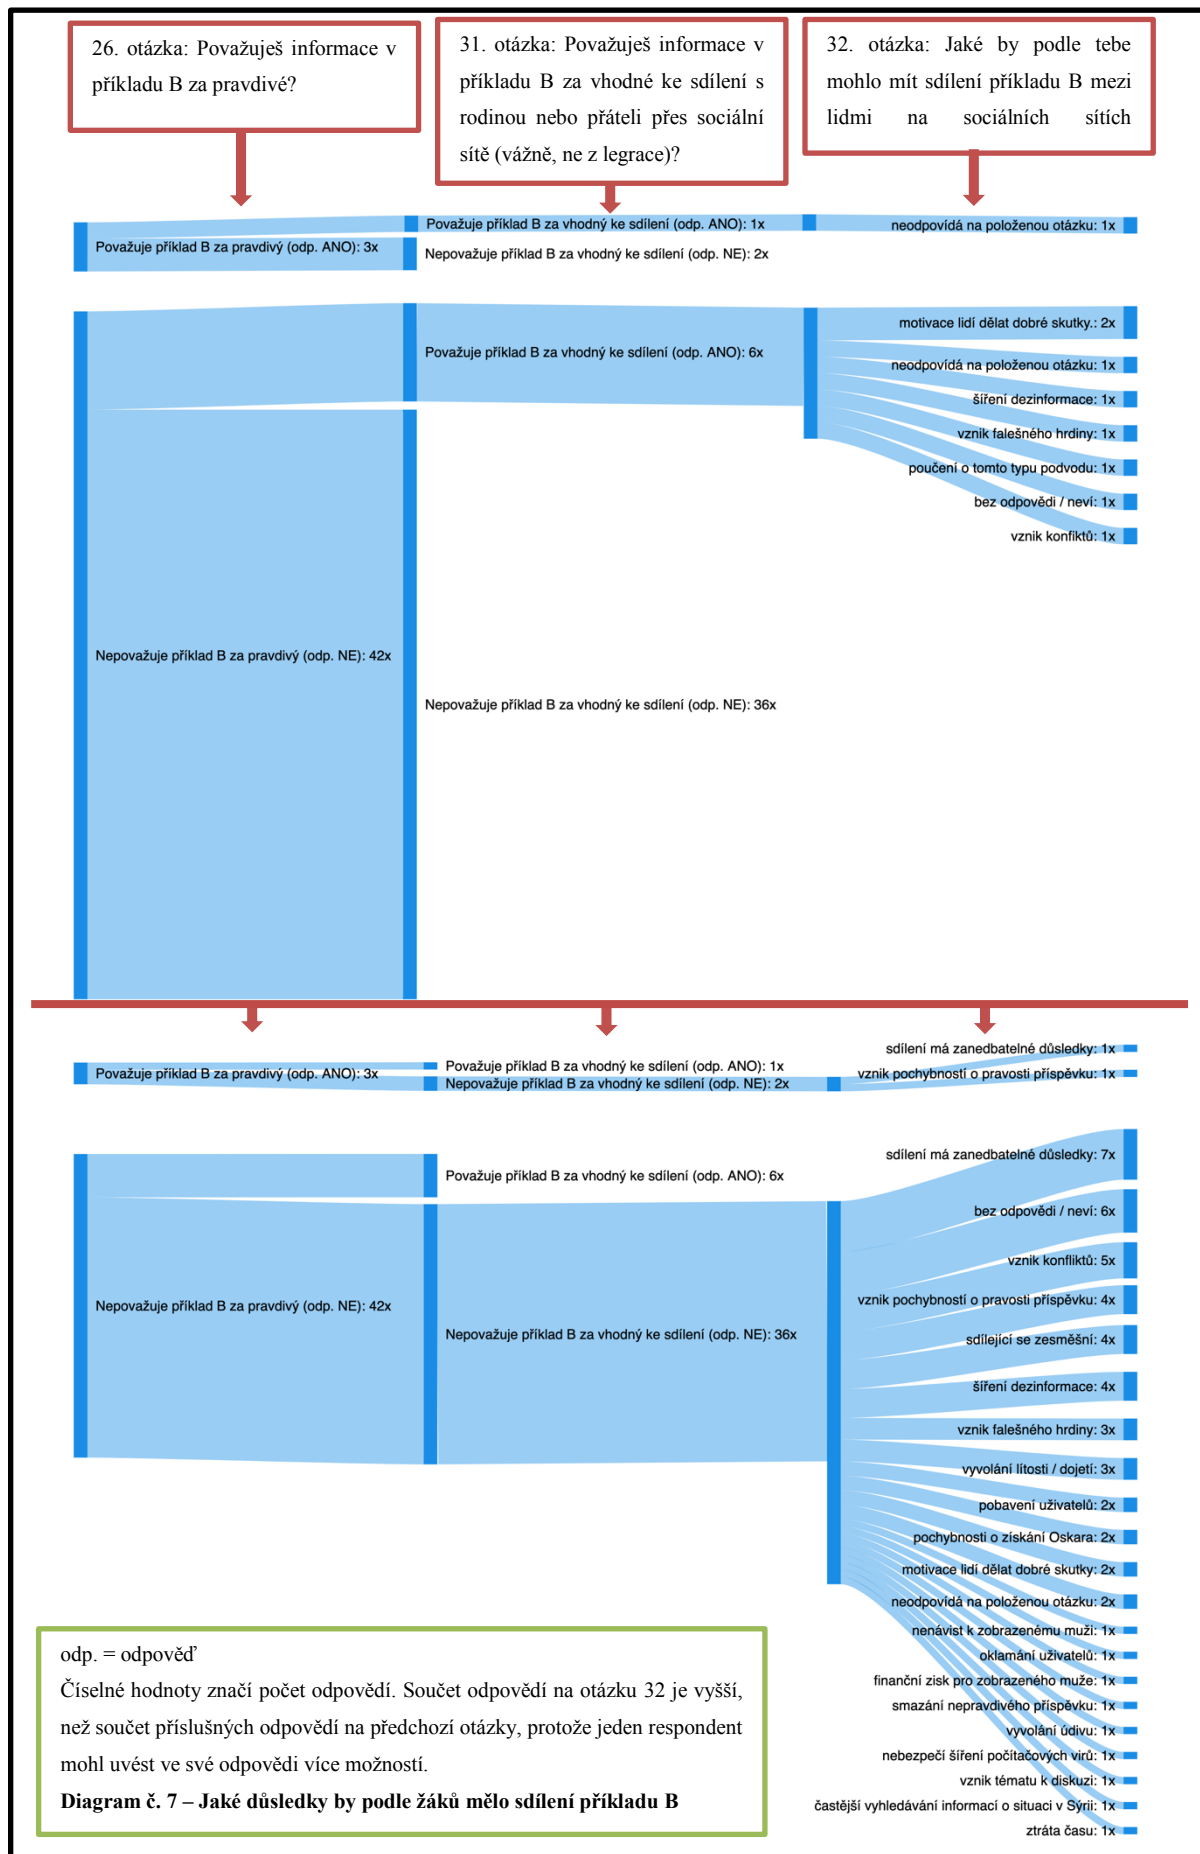 26. otázka: Považuješ informace v
příkladu B za pravdivé?
31. otázka: Považuješ informace v
příkladu B za vhodné ke sdílení s
rodinou nebo přáteli přes sociální
sítě (vážně, ne z legrace)?
32. otázka: Jaké by podle tebe
mohlo mít sdílení příkladu B mezi
lidmi na sociálních sítích
Považuje příklad B za pravdivý (odp. ANO): 3x
Považuje příklad B za vhodný ke sdílení (odp. ANO): 1x
Nepovažuje příklad B za vhodný ke sdílení (odp. NE): 2x
neodpovídá na položenou otázku: 1x
Nepovažuje příklad B za pravdivý (odp. NE): 42x
Považuje příklad B za vhodný ke sdílení (odp. ANO): 6x
Nepovažuje příklad B za vhodný ke sdílení (odp. NE): 36x
motivace lidí dělat dobré skutky.: 2x
neodpovídá na položenou otázku: 1x
šíření dezinformace: 1x
vznik falešného hrdiny: 1x
poučení o tomto typu podvodu: 1x
bez odpovědi / neví: 1x
vznik konfiktů: 1x
Považuje příklad B za pravdivý (odp. ANO): 3x
Považuje příklad B za vhodný ke sdílení (odp. ANO): 1x
Nepovažuje příklad B za vhodný ke sdílení (odp. NE): 2x
sdílení má zanedbatelné důsledky: 1x
vznik pochybností o pravosti příspěvku: 1x
Nepovažuje příklad B za pravdivý (odp. NE): 42x
Považuje příklad B za vhodný ke sdílení (odp. ANO): 6x
Nepovažuje příklad B za vhodný ke sdílení (odp. NE): 36x
sdílení má zanedbatelné důsledky: 7x
bez odpovědi / neví: 6x
vznik konfliktů: 5x
vznik pochybností o pravosti příspěvku: 4x
sdílející se zesměšní: 4x
šíření dezinformace: 4x
vznik falešného hrdiny: 3x
vyvolání lítosti / dojetí: 3x
pobavení uživatelů: 2x
pochybnosti o získání Oskara: 2x
motivace lidí dělat dobré skutky: 2x
neodpovídá na položenou otázku: 2x
nenávist k zobrazenému muži: 1x
oklamání uživatelů: 1x
finanční zisk pro zobrazeného muže: 1x
smazání nepravdivého příspěvku: 1x
vyvolání údivu: 1x
nebezpečí šíření počítačových virů: 1x
vznik tématu k diskuzi: 1x
častější vyhledávání informací o situaci v Sýrii: 1x
ztráta času: 1x
odp. = odpověď
Číselné hodnoty značí počet odpovědí. Součet odpovědí na otázku 32 je vyšší,
než součet příslušných odpovědí na předchozí otázky, protože jeden respondent
mohl uvést ve své odpovědi více možností.
Diagram č. 7 – Jaké důsledky by podle žáků mělo sdílení příkladu B